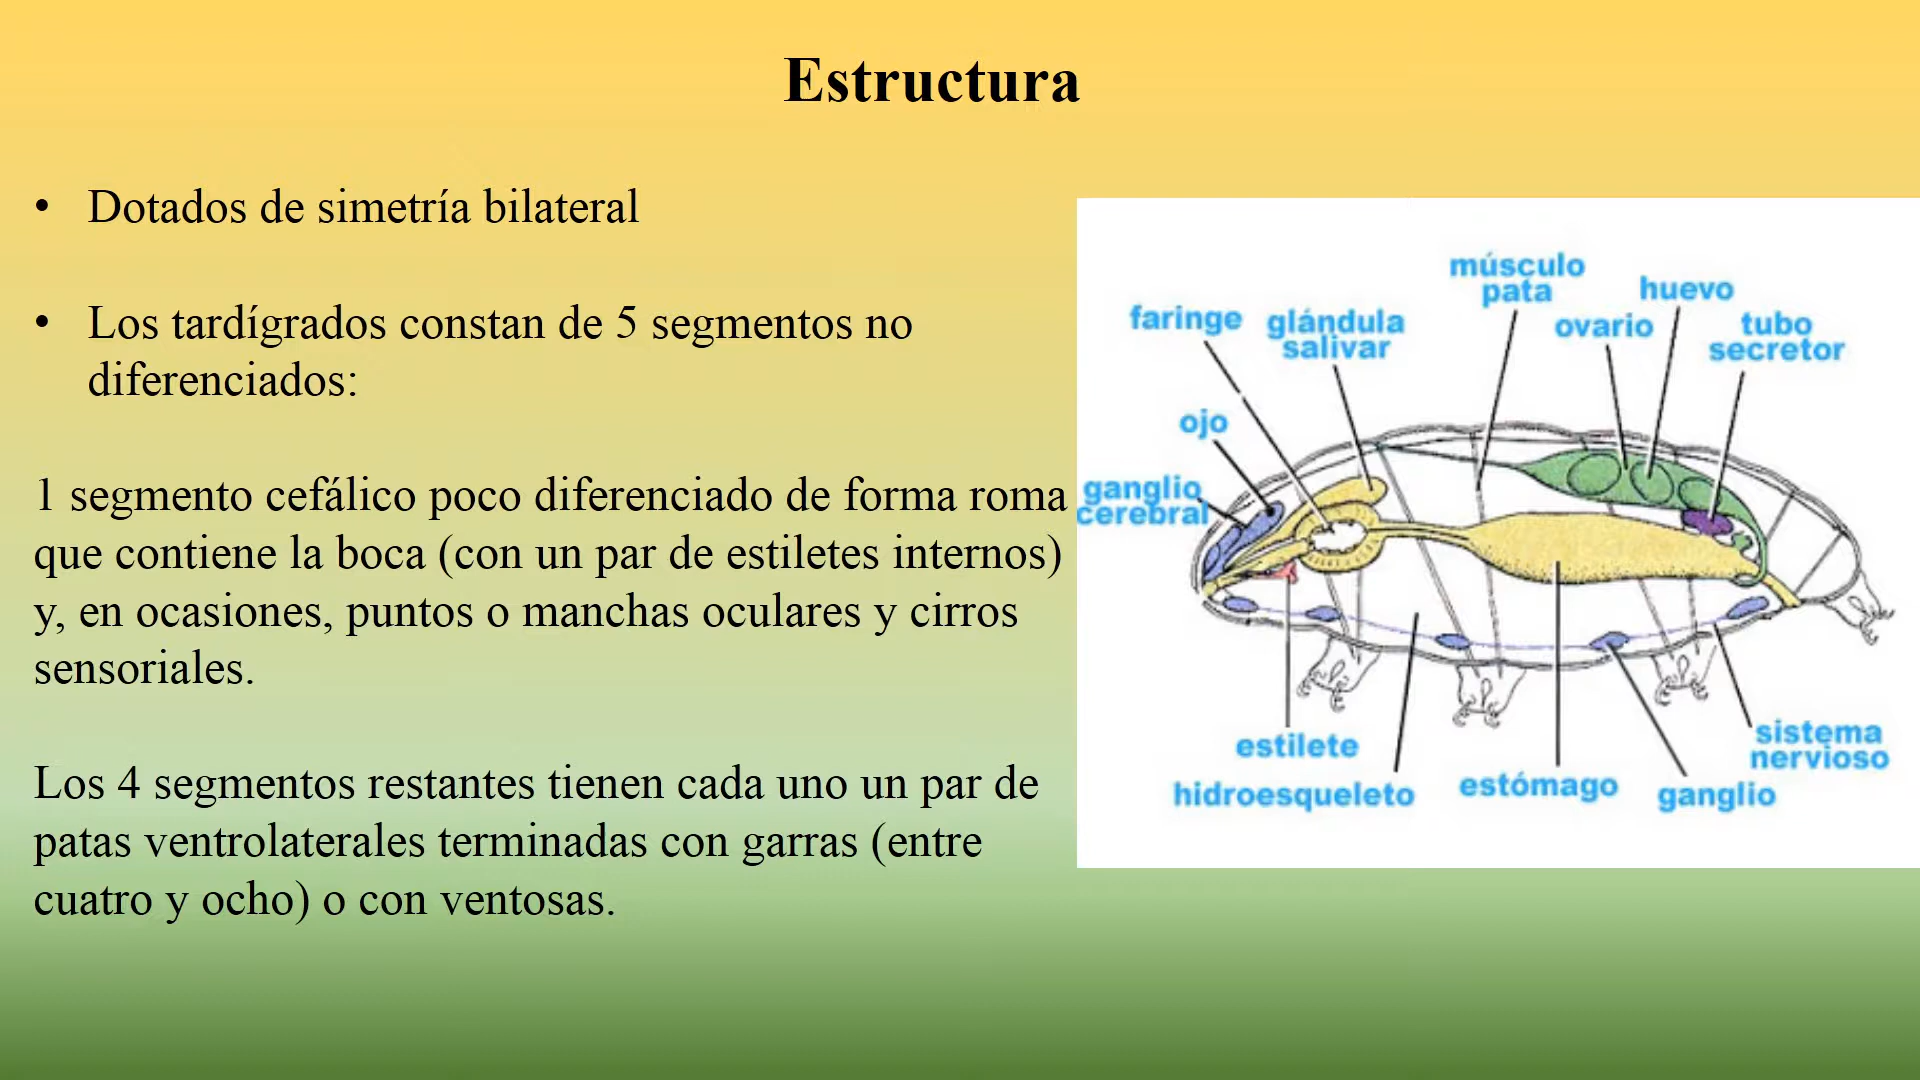 Estructura
• Dotados de simetría bilateral
• Los tardígrados constan de 5 segmentos no
diferenciados:
1 segmento cefálico poco diferenciado de forma roma
que contiene la boca (con un par de estiletes internos)
y, en ocasiones, puntos o manchas oculares y cirros
sensoriales.
Los 4 segmentos restantes tienen cada uno un par de
patas ventrolaterales terminadas con garras (entre
cuatro y ocho) o con ventosas.
músculo
pata
huevo
faringe
glándula
salivar
ovario
tubo
secretor
ojo
ganglio
cerebral
estilete
hidroesqueleto
estómago
ganglio
sistema
nervioso